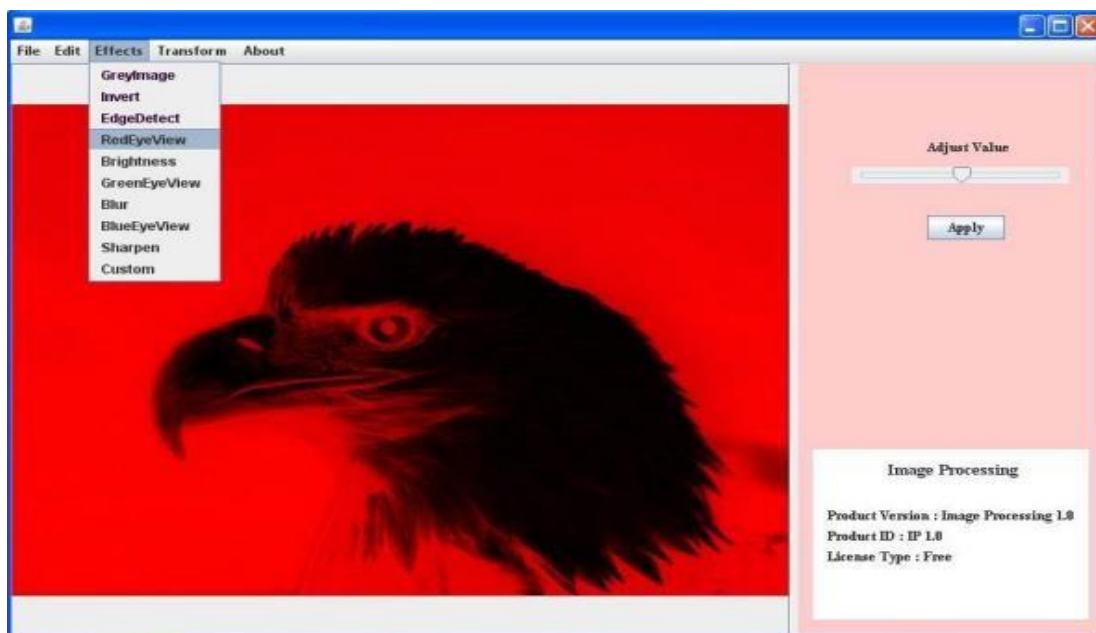 File Edit Effects Transform About
GreyImage
Invert
EdgeDetect
RedEyeView
Brightness
GreenEyeView
Blur
BlueEyeView
Sharpen
Custom
Adjust Value
Apply
Image Processing
Product Version : Image Processing 1.0
Product ID : IP 1.0
License Type : Free